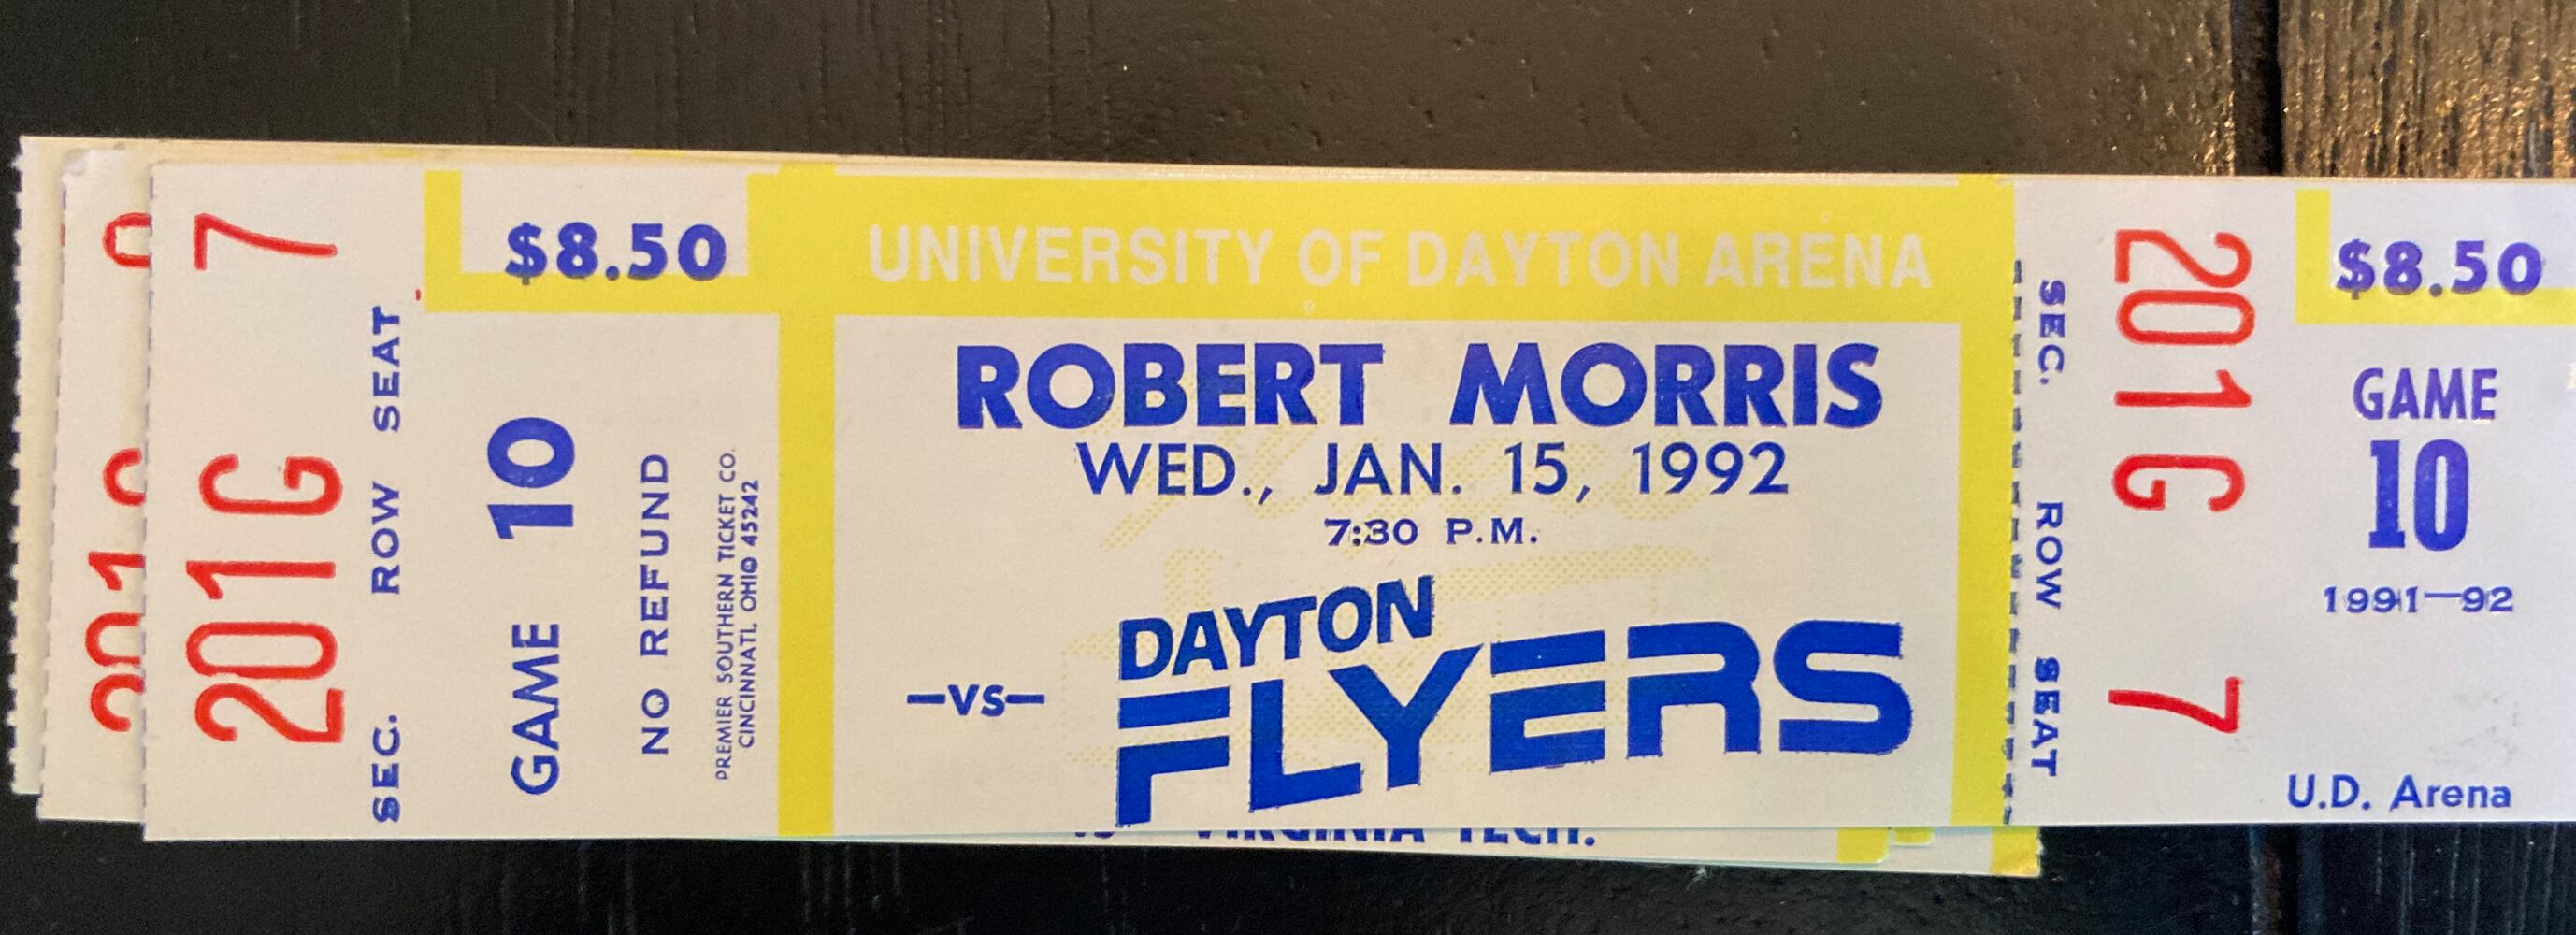 201G 7
SEC. ROW SEAT
$8.50
GAME 10
NO REFUND
PREMIER SOUTHERN TICKET CO.
CINCINNATI, OHIO 45242
UNIVERSITY OF DAYTON ARENA
ROBERT MORRIS
WED., JAN. 15, 1992
7:30 P.M.
-vs-
DAYTON
FLYERS
SEC. ROW SEAT
201G 7
$8.50
GAME
10
1991-92
U.D. Arena
VIRGINIA TECH.